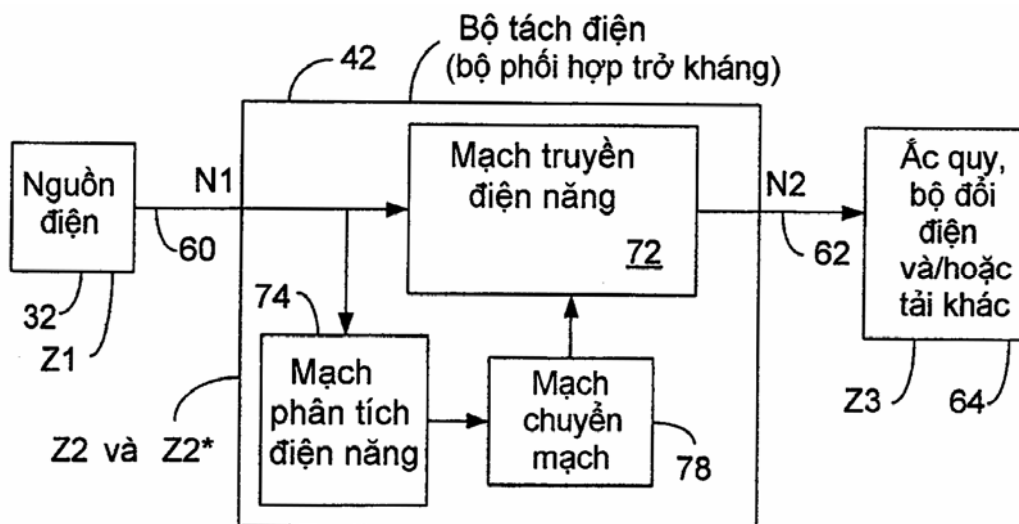 Bộ tách điện
(bộ phối hợp trở kháng)
42
Nguồn
điện
N1
60
32
Z1
Mạch truyền
điện năng
72
N2
62
Ắc quy,
bộ đổi
điện
và/hoặc
tải khác
Z3
64
74
Mạch
phân tích
điện năng
Mạch
chuyển
mạch
78
Z2 và Z2*